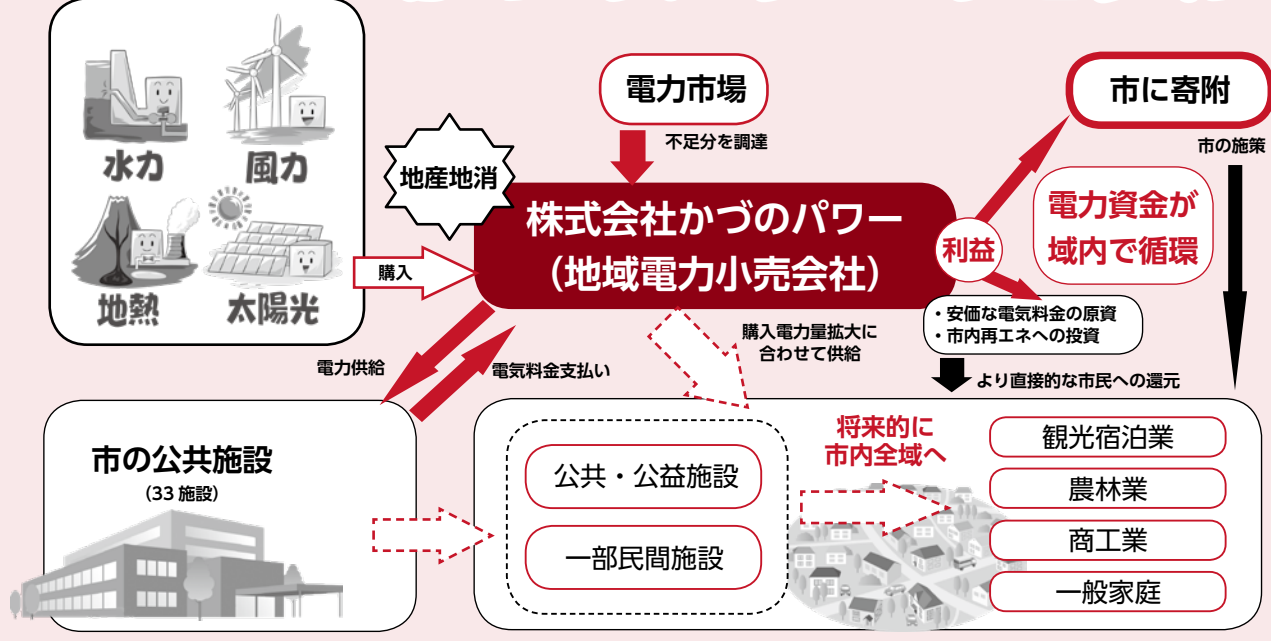 水力
風力
地熱
太陽光
購入
地産地消
電力市場
不足分を調達
株式会社かづのパワー
(地域電力小売会社)
利益
市に寄附
市の施策
電力資金が
域内で循環
・安価な電気料金の原資
・市内再エネへの投資
より直接的な市民への還元
電力供給
電気料金支払い
購入電力量拡大に
合わせて供給
市の公共施設
(33 施設)
公共・公益施設
一部民間施設
将来的に
市内全域へ
観光宿泊業
農林業
商工業
一般家庭